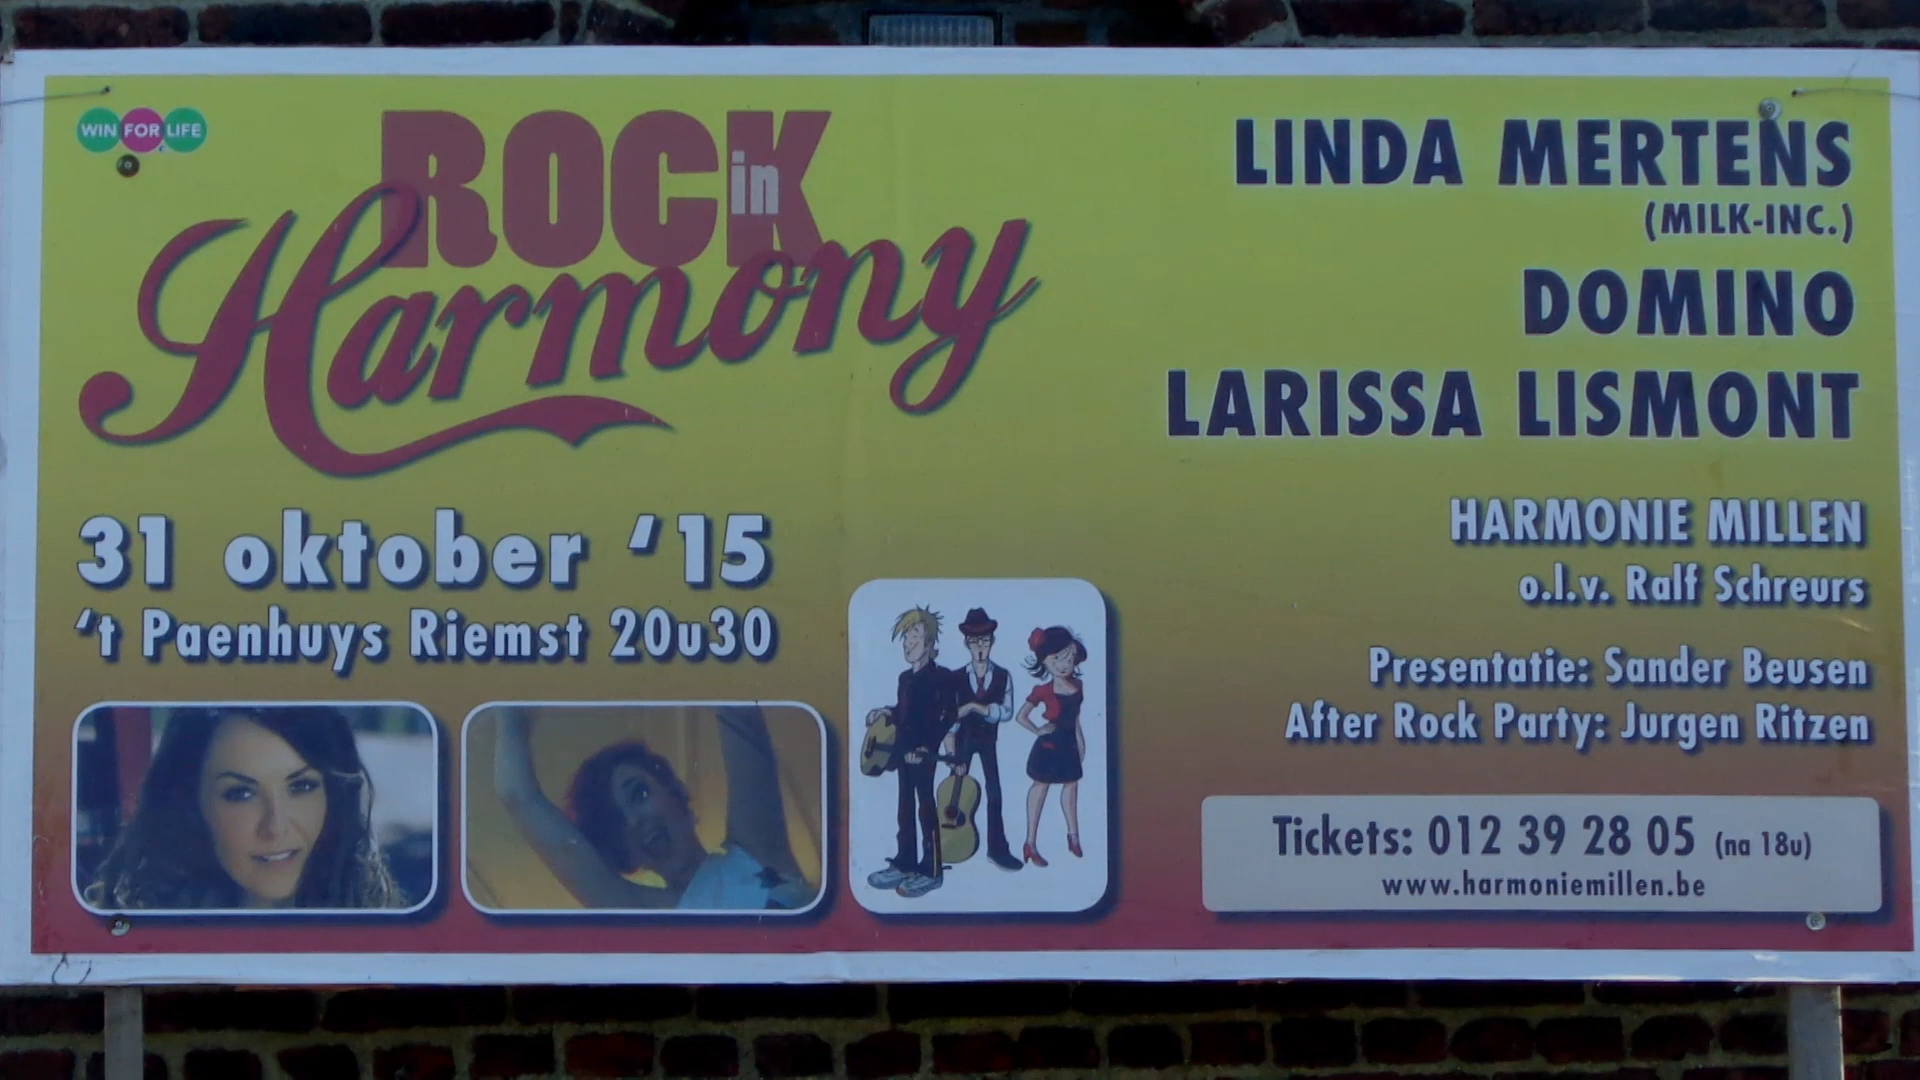 WIN FOR LIFE
ROCK
in
Harmony
31 oktober ‘15
‘t Paenhuys Riemst 20u30
LINDA MERTENS
(MILK-INC.)
DOMINO
LARISSA LISMONT
HARMONIE MILLEN
o.l.v. Ralf Schreurs
Presentatie: Sander Beusen
After Rock Party: Jurgen Ritzen
Tickets: 012 39 28 05 (na 18u)
www.harmoniemillen.be